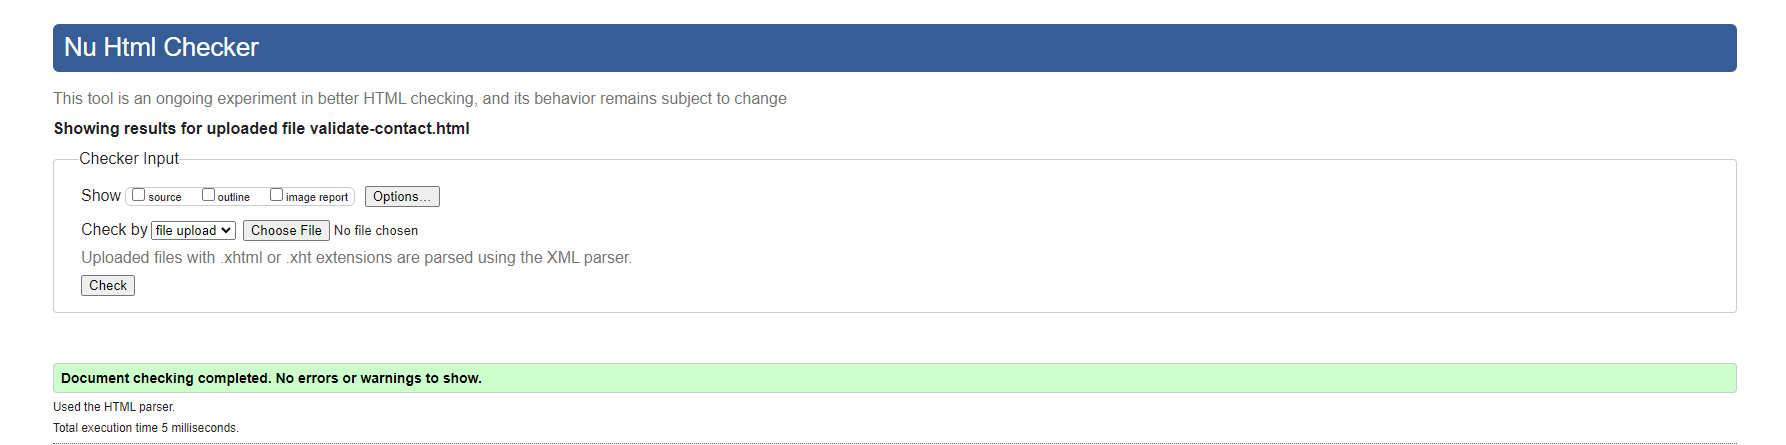 Nu Html Checker
This tool is an ongoing experiment in better HTML checking, and its behavior remains subject to change
Showing results for uploaded file validate-contact.html
Checker Input
Show source outline image report Options...
Check by file upload Choose File No file chosen
Uploaded files with .xhtml or .xht extensions are parsed using the XML parser.
Check
Document checking completed. No errors or warnings to show.
Used the HTML parser.
Total execution time 5 milliseconds.